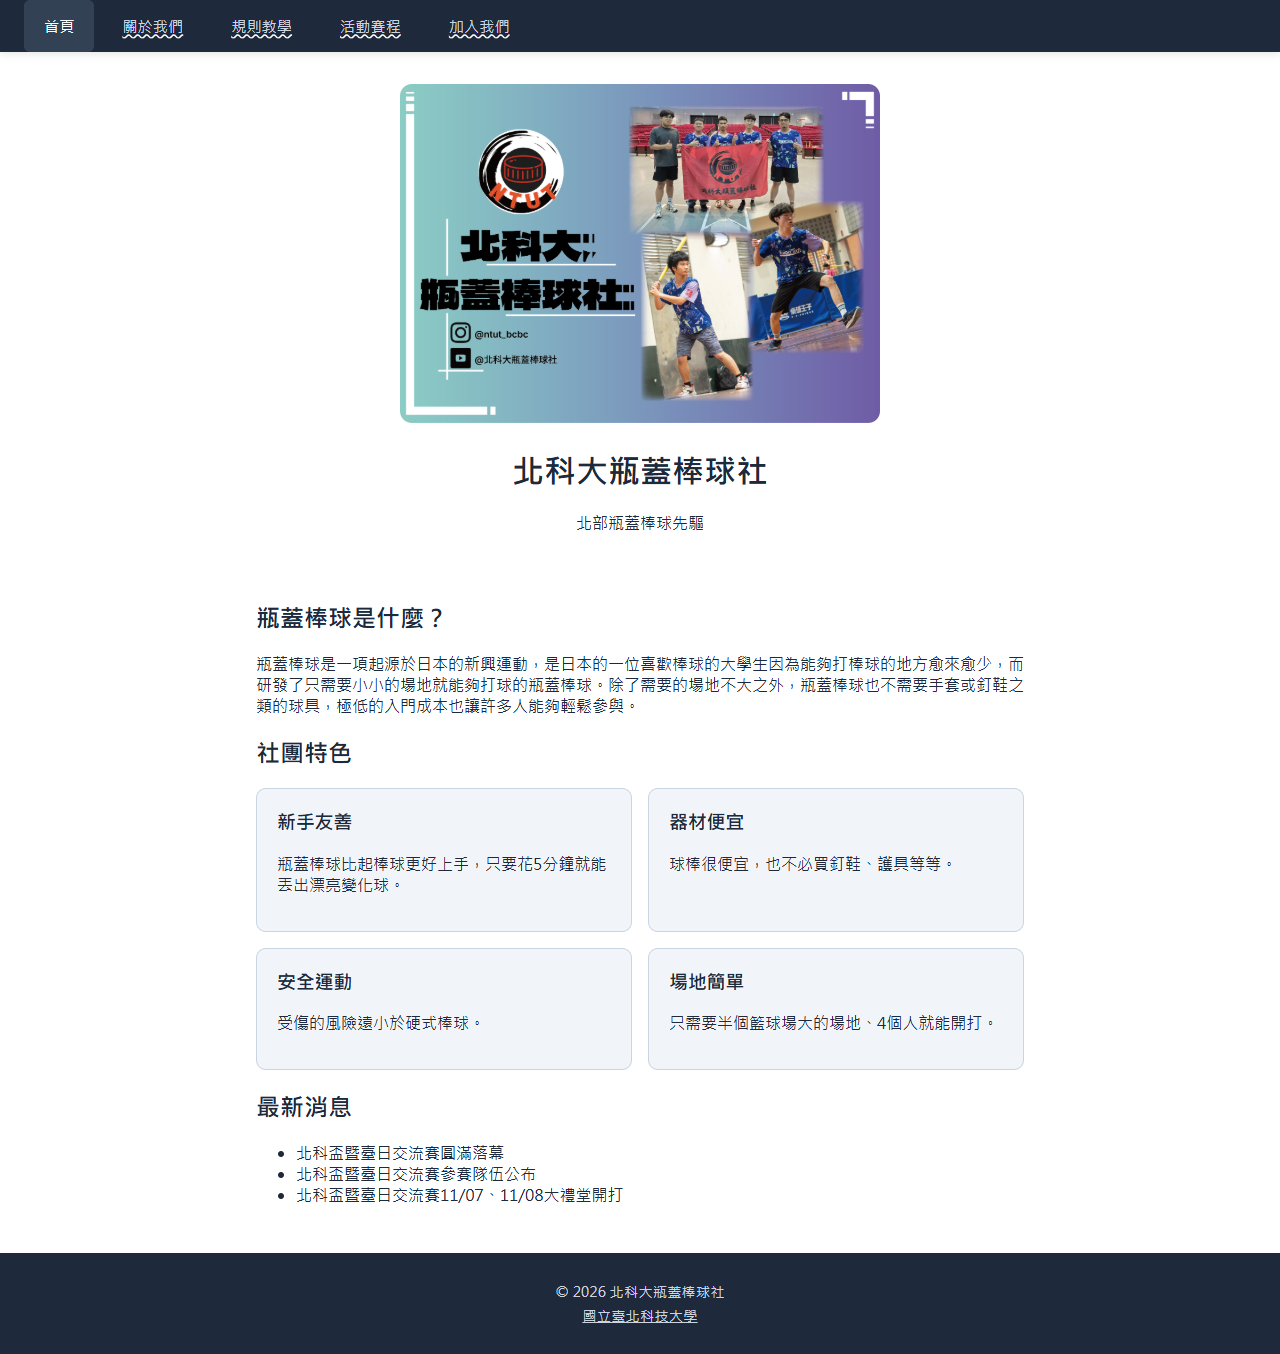 首頁
關於我們
規則教學
活動賽程
加入我們
NTUT
北科大
瓶蓋棒球社
@ntut_bcbc
@北科大瓶蓋棒球社
北科大瓶蓋棒球社
北部瓶蓋棒球先驅
瓶蓋棒球是什麼？
瓶蓋棒球是一項起源於日本的新興運動，是日本的一位喜歡棒球的大學生因為能夠打棒球的地方愈來愈少，而
研發了只需要小小的場地就能夠打球的瓶蓋棒球。除了需要的場地不大之外，瓶蓋棒球也不需要手套或釘鞋之
類的球具，極低的入門成本也讓許多人能夠輕鬆參與。
社團特色
新手友善
瓶蓋棒球比起棒球更好上手，只要花5分鐘就能
丟出漂亮變化球。
器材便宜
球棒很便宜，也不必買釘鞋、護具等等。
安全運動
受傷的風險遠小於硬式棒球。
場地簡單
只需要半個籃球場大的場地、4個人就能開打。
最新消息
北科盃暨臺日交流賽圓滿落幕
北科盃暨臺日交流賽參賽隊伍公布
北科盃暨臺日交流賽11/07、11/08大禮堂開打
© 2026 北科大瓶蓋棒球社
國立臺北科技大學